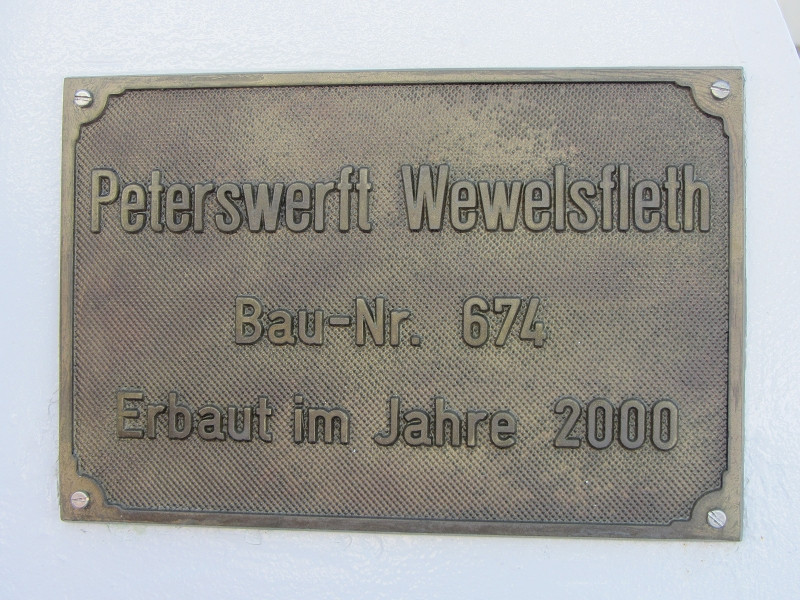 Peterswerft Wewelsfleth
Bau-Nr. 674
Erbaut im Jahre 2000